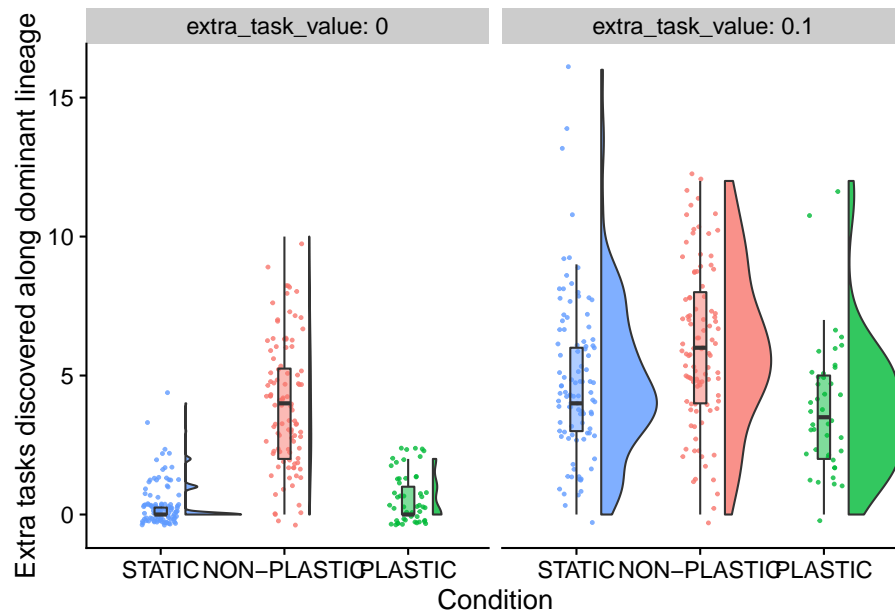 extra_task_value: 0
extra_task_value: 0.1
Extra tasks discovered along dominant lineage
15
10
5
0
STATIC NON−PLASTIC PLASTIC
STATIC NON−PLASTIC PLASTIC
Condition